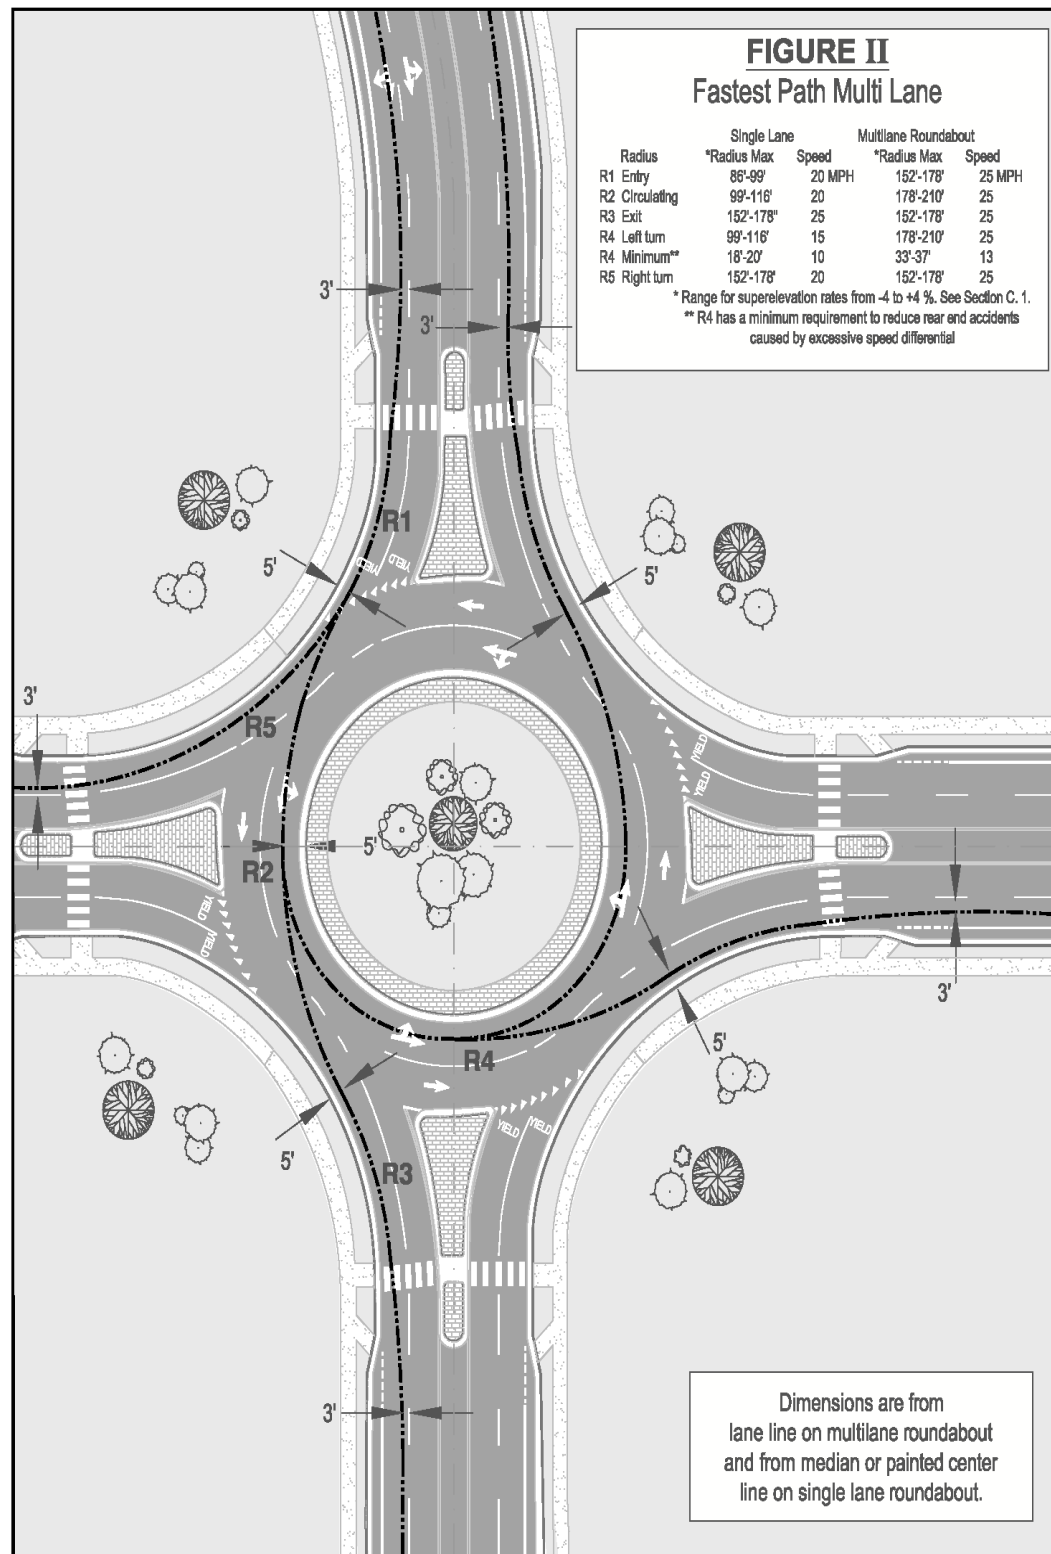 FIGURE II
Fastest Path Multi Lane
Single Lane Multilane Roundabout
Radius *Radius Max Speed *Radius Max Speed
R1 Entry 86'-99' 20 MPH 152'-178' 25 MPH
R2 Circulating 99'-116' 20 178'-210' 25
R3 Exit 152'-178" 25 152'-178' 25
R4 Left turn 99'-116' 15 178'-210' 25
R4 Minimum** 18'-20' 10 33'-37' 13
R5 Right turn 152'-178' 20 152'-178' 25
* Range for superelevation rates from -4 to +4 %. See Section C. 1.
** R4 has a minimum requirement to reduce rear end accidents
caused by excessive speed differential
3'
3'
R1
5'
YIELD
YIELD
5'
3'
R5
YIELD
YIELD
5'
R2
YIELD
YIELD
3'
5'
R4
YIELD
YIELD
5'
R3
3'
Dimensions are from
lane line on multilane roundabout
and from median or painted center
line on single lane roundabout.